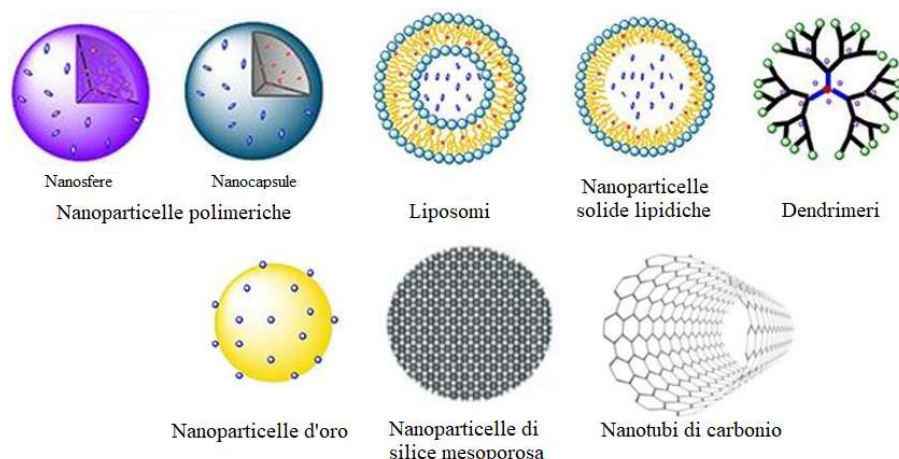 Nanosfere
Nanocapsule
Nanoparticelle polimeriche
Liposomi
Nanoparticelle
solide lipidiche
Dendrimeri
Nanoparticelle d'oro
Nanoparticelle di
silice mesoporosa
Nanotubi di carbonio